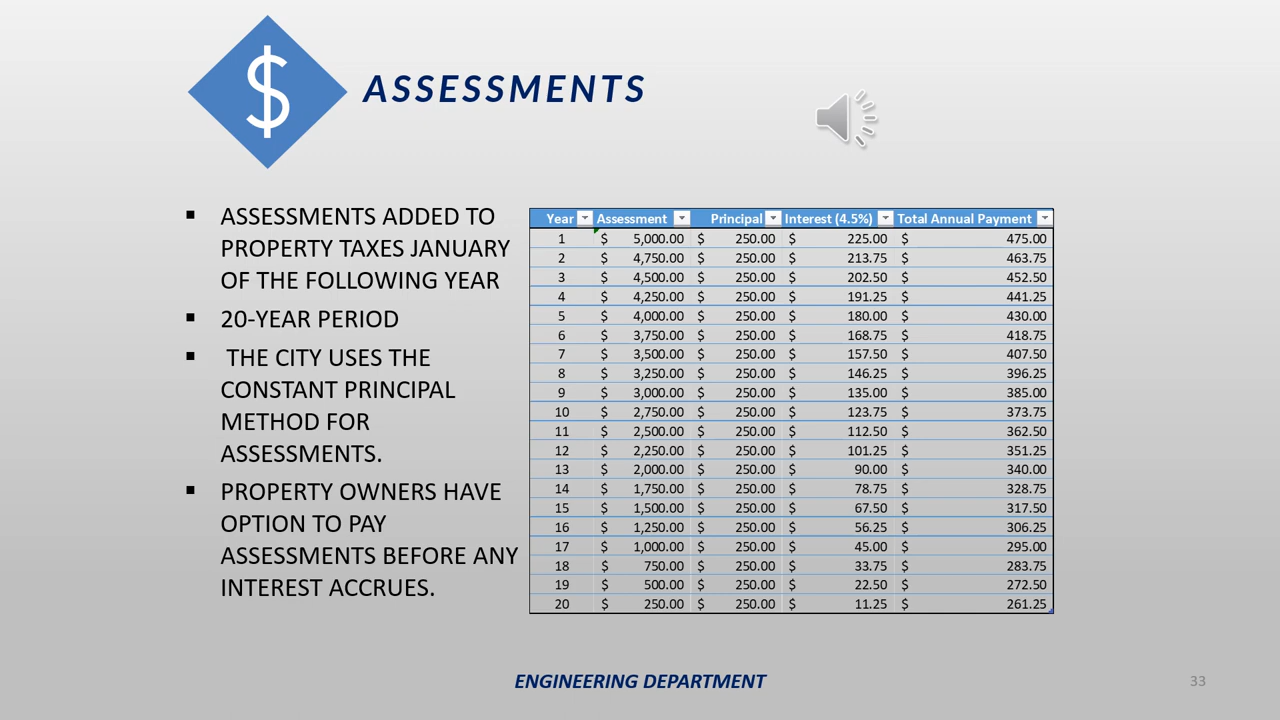 $
ASSESSMENTS
▪ ASSESSMENTS ADDED TO
PROPERTY TAXES JANUARY
OF THE FOLLOWING YEAR
▪ 20-YEAR PERIOD
▪ THE CITY USES THE
CONSTANT PRINCIPAL
METHOD FOR
ASSESSMENTS.
▪ PROPERTY OWNERS HAVE
OPTION TO PAY
ASSESSMENTS BEFORE ANY
INTEREST ACCRUES.
Year Assessment Principal Interest (4.5%) Total Annual Payment
1 $ 5,000.00 $ 250.00 $ 225.00 $ 475.00
2 $ 4,750.00 $ 250.00 $ 213.75 $ 463.75
3 $ 4,500.00 $ 250.00 $ 202.50 $ 452.50
4 $ 4,250.00 $ 250.00 $ 191.25 $ 441.25
5 $ 4,000.00 $ 250.00 $ 180.00 $ 430.00
6 $ 3,750.00 $ 250.00 $ 168.75 $ 418.75
7 $ 3,500.00 $ 250.00 $ 157.50 $ 407.50
8 $ 3,250.00 $ 250.00 $ 146.25 $ 396.25
9 $ 3,000.00 $ 250.00 $ 135.00 $ 385.00
10 $ 2,750.00 $ 250.00 $ 123.75 $ 373.75
11 $ 2,500.00 $ 250.00 $ 112.50 $ 362.50
12 $ 2,250.00 $ 250.00 $ 101.25 $ 351.25
13 $ 2,000.00 $ 250.00 $ 90.00 $ 340.00
14 $ 1,750.00 $ 250.00 $ 78.75 $ 328.75
15 $ 1,500.00 $ 250.00 $ 67.50 $ 317.50
16 $ 1,250.00 $ 250.00 $ 56.25 $ 306.25
17 $ 1,000.00 $ 250.00 $ 45.00 $ 295.00
18 $ 750.00 $ 250.00 $ 33.75 $ 283.75
19 $ 500.00 $ 250.00 $ 22.50 $ 272.50
20 $ 250.00 $ 250.00 $ 11.25 $ 261.25
ENGINEERING DEPARTMENT
33